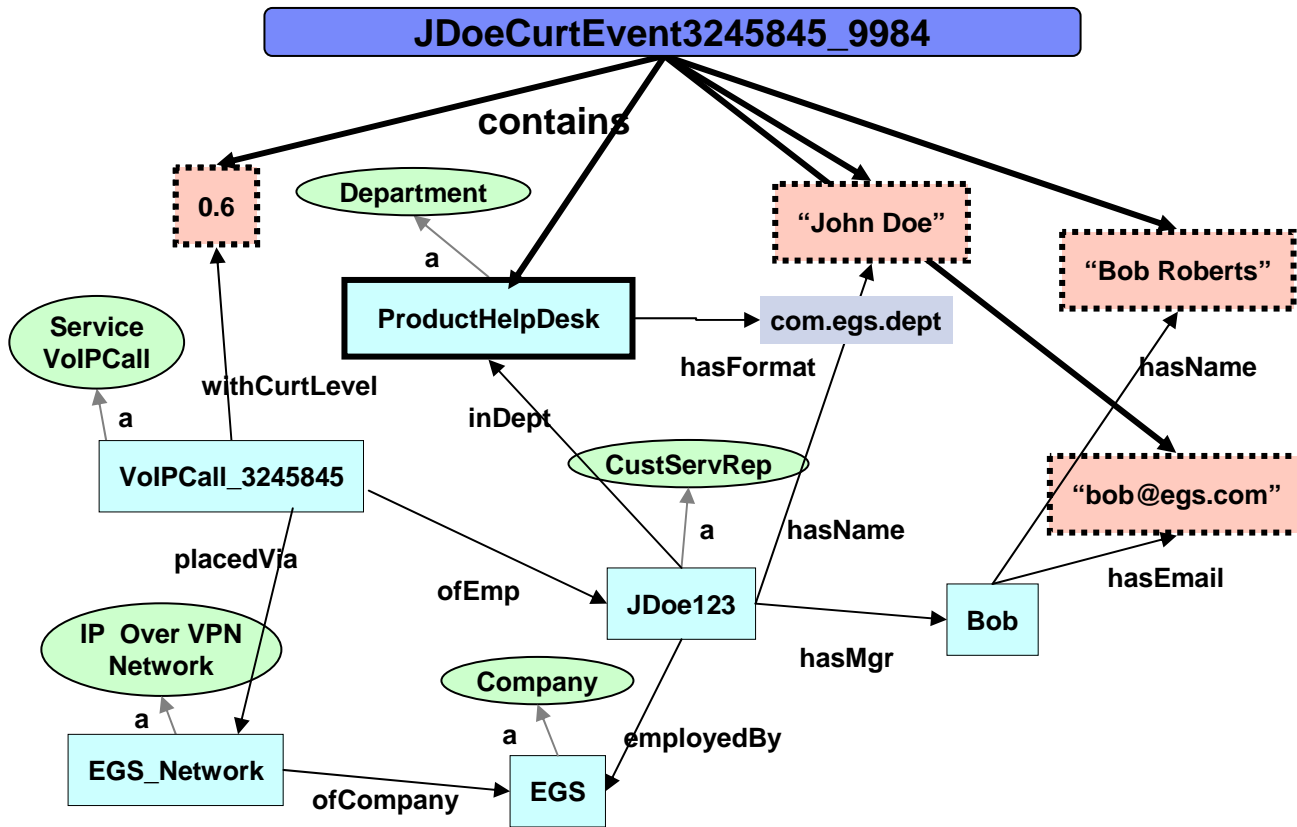 JDoeCurtEvent3245845_9984
contains
Department
0.6
“John Doe”
a
“Bob Roberts”
ProductHelpDesk
com.egs.dept
Service
VoIPCall
hasFormat
hasName
withCurtLevel
a
inDept
CustServRep
VoIPCall_3245845
“bob@egs.com”
a
hasName
placedVia
ofEmp
hasEmail
JDoe123
Bob
IP  Over VPN
Network
hasMgr
Company
a
a
employedBy
EGS_Network
EGS
ofCompany